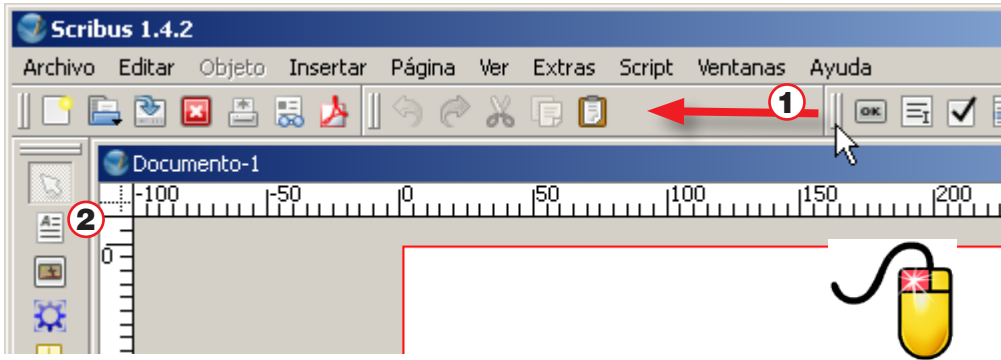 Scribus 1.4.2
Archivo Editar Objeto Insertar Página Ver Extras Script Ventanas Ayuda
1
OK
Documento-1
-100 -50 0 50 100 150 200
2
0